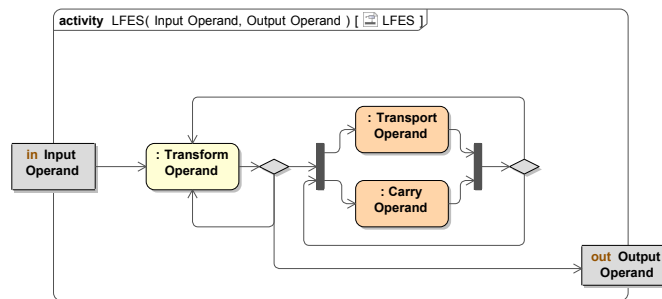 activity LFES( Input Operand, Output Operand ) [ LFES ]
: Transport
Operand
in Input
Operand
: Transform
Operand
: Carry
Operand
out Output
Operand